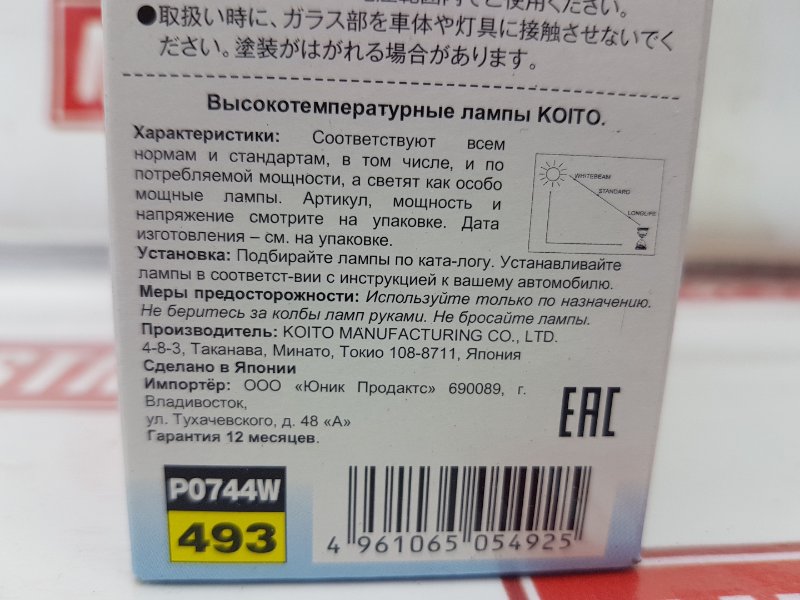 ご使用ください。
●取扱い時に、ガラス部を車体や灯具に接触させないでく
ださい。塗装がはがれる場合があります。
Высокотемпературные лампы KOITO.
Характеристики: Соответствуют всем
нормам и стандартам, в том числе, и по
потребляемой мощности, а светят как особо
мощные лампы. Артикул, мощность и
напряжение смотрите на упаковке. Дата
изготовления – см. на упаковке.
WHITEBEAM
STANDARD
LONGLIFE
Установка: Подбирайте лампы по ката-логу. Устанавливайте
лампы в соответст-вии с инструкцией к вашему автомобилю.
Меры предосторожности: Используйте только по назначению.
Не беритесь за колбы ламп руками. Не бросайте лампы.
Производитель: KOITO MANUFACTURING CO., LTD.
4-8-3, Таканава, Минато, Токио 108-8711, Япония
Сделано в Японии
Импортёр: ООО «Юник Продактс» 690089, г.
Владивосток,
ул. Тухачевского, д. 48 «А»
Гарантия 12 месяцев.
EAC
P0744W
493
4 961065 054925